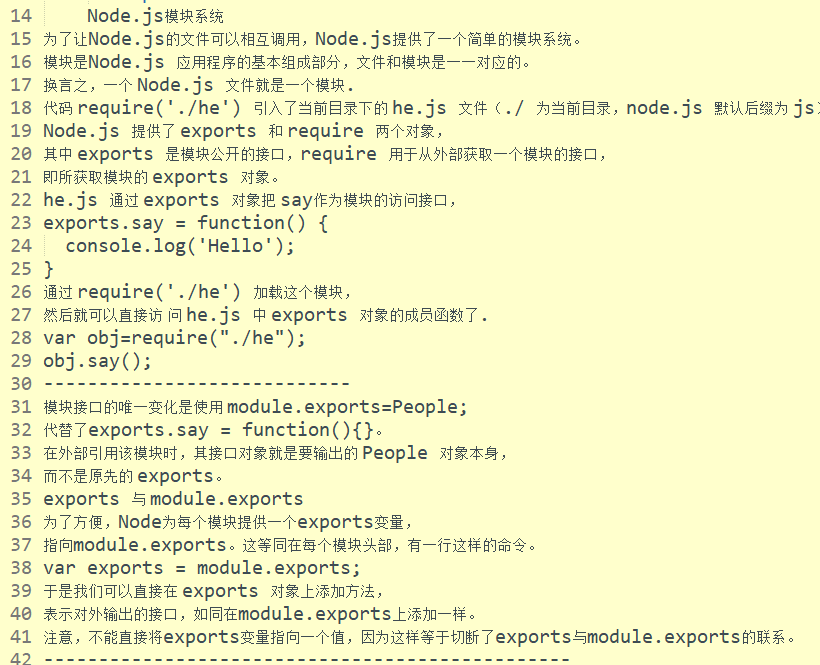 14 Node.js模块系统
15 为了让Node.js的文件可以相互调用，Node.js提供了一个简单的模块系统。
16 模块是Node.js 应用程序的基本组成部分，文件和模块是一一对应的。
17 换言之，一个 Node.js 文件就是一个模块.
18 代码 require('./he') 引入了当前目录下的 he.js 文件（./ 为当前目录，node.js 默认后缀为 js）
19 Node.js 提供了 exports 和 require 两个对象，
20 其中 exports 是模块公开的接口，require 用于从外部获取一个模块的接口，
21 即所获取模块的 exports 对象。
22 he.js 通过 exports 对象把 say作为模块的访问接口，
23 exports.say = function() {
24   console.log('Hello');
25 }
26 通过 require('./he') 加载这个模块，
27 然后就可以直接访 问 he.js 中 exports 对象的成员函数了.
28 var obj=require("./he");
29 obj.say();
30 ----------------------------
31 模块接口的唯一变化是使用 module.exports=People;
32 代替了exports.say = function(){}。
33 在外部引用该模块时，其接口对象就是要输出的 People 对象本身，
34 而不是原先的 exports。
35 exports 与 module.exports
36 为了方便，Node为每个模块提供一个exports变量，
37 指向module.exports。这等同在每个模块头部，有一行这样的命令。
38 var exports = module.exports;
39 于是我们可以直接在 exports 对象上添加方法，
40 表示对外输出的接口，如同在module.exports上添加一样。
41 注意，不能直接将exports变量指向一个值，因为这样等于切断了exports与module.exports的联系。
42 ------------------------------------------------